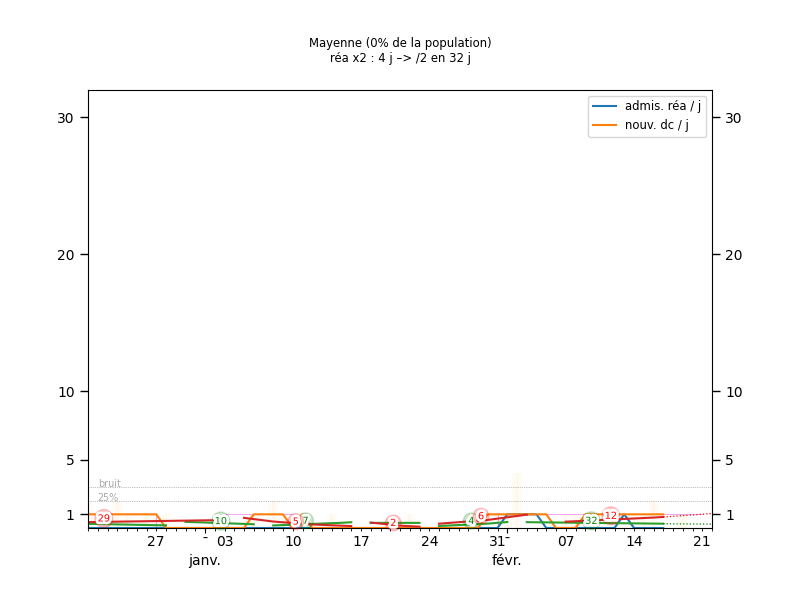 Mayenne (0% de la population)
réa x2 : 4 j –> /2 en 32 j
admis. réa / j
nouv. dc / j
30 30
20 20
10 10
5 5
bruit
25%
1 29 10 5 7 2 4 6 32 12 1
27 - 03 10 17 24 31- 07 14 21
janv. févr.